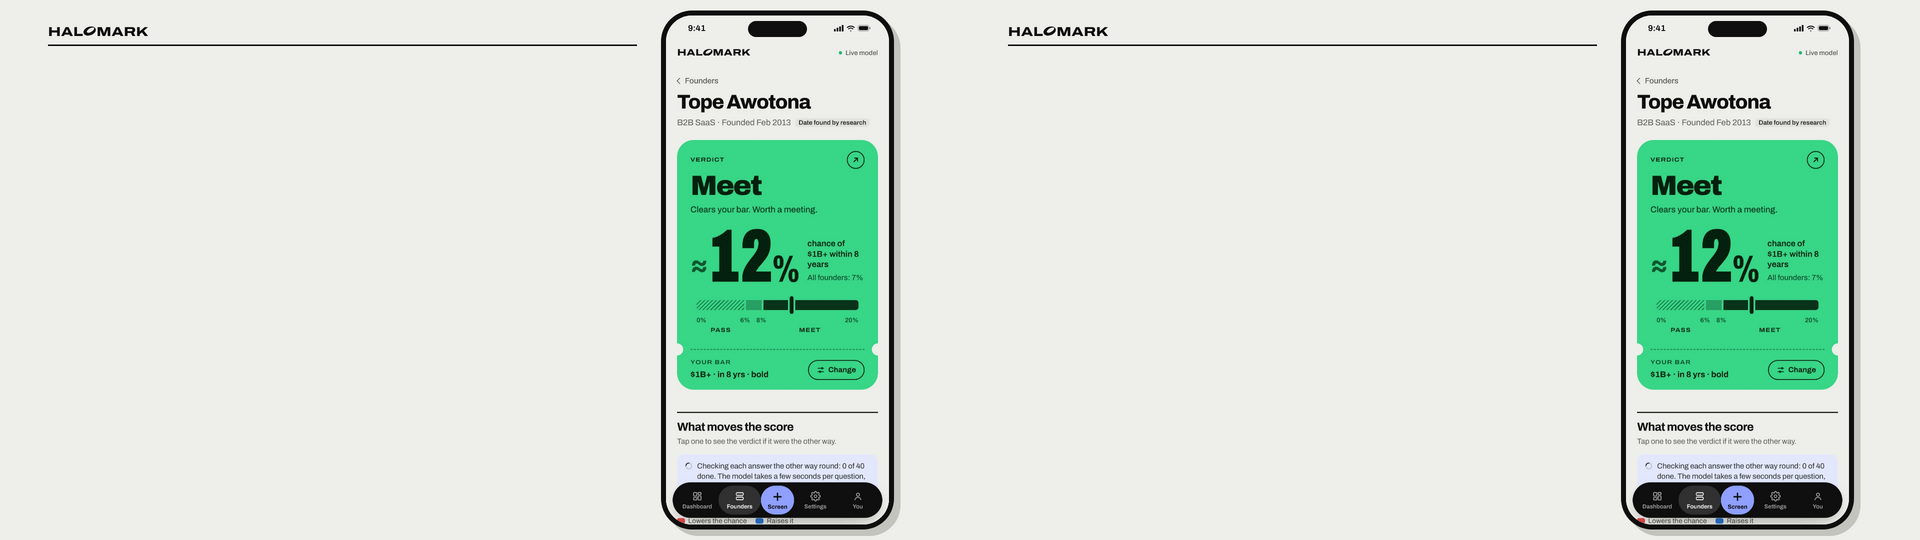 HALOMARK
9:41
HALOMARK
Live model
Founders
Tope Awotona
B2B SaaS · Founded Feb 2013 Date found by research
VERDICT
Meet
Clears your bar. Worth a meeting.
≈12%
chance of
$1B+ within 8
years
All founders: 7%
0% 6% 8% 20%
PASS MEET
YOUR BAR
$1B+ · in 8 yrs · bold
Change
What moves the score
Tap one to see the verdict if it were the other way.
Checking each answer the other way round: 0 of 40
done. The model takes a few seconds per question,
Dashboard Founders Screen Settings You
Lowers the chance Raises it
HALOMARK
9:41
HALOMARK
Live model
Founders
Tope Awotona
B2B SaaS · Founded Feb 2013 Date found by research
VERDICT
Meet
Clears your bar. Worth a meeting.
≈12%
chance of
$1B+ within 8
years
All founders: 7%
0% 6% 8% 20%
PASS MEET
YOUR BAR
$1B+ · in 8 yrs · bold
Change
What moves the score
Tap one to see the verdict if it were the other way.
Checking each answer the other way round: 0 of 40
done. The model takes a few seconds per question,
Dashboard Founders Screen Settings You
Lowers the chance Raises it